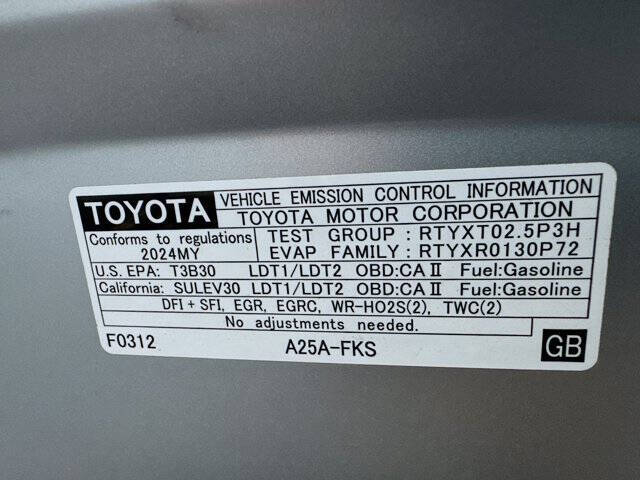 TOYOTA
VEHICLE EMISSION CONTROL INFORMATION
TOYOTA MOTOR CORPORATION
Conforms to regulations
2024MY
TEST GROUP : RTYXT02.5P3H
EVAP FAMILY: RTYXR0130P72
U.S. EPA: T3B30 LDT1/LDT2 OBD:CA II Fuel:Gasoline
California: SULEV30 LDT1/LDT2 OBD:CA II Fuel:Gasoline
DFI + SFI, EGR, EGRC, WR-HO2S(2), TWC(2)
No adjustments needed.
F0312 A25A-FKS GB